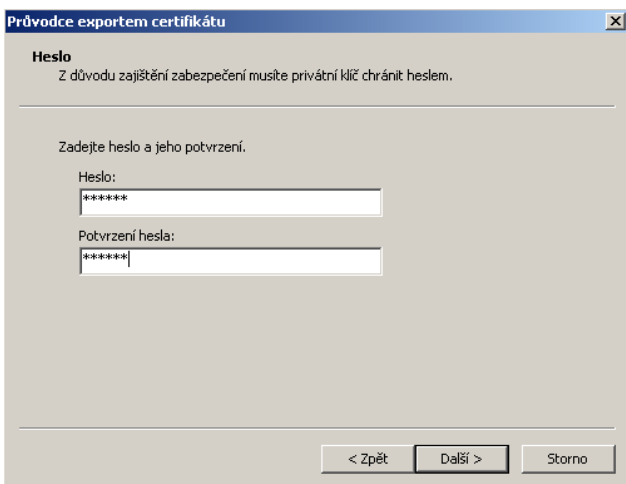 Průvodce exportem certifikátu
Heslo
Z důvodu zajištění zabezpečení musíte privátní klíč chránit heslem.
Zadejte heslo a jeho potvrzení.
Heslo:
******
Potvrzení hesla:
******
< Zpět
Další >
Storno